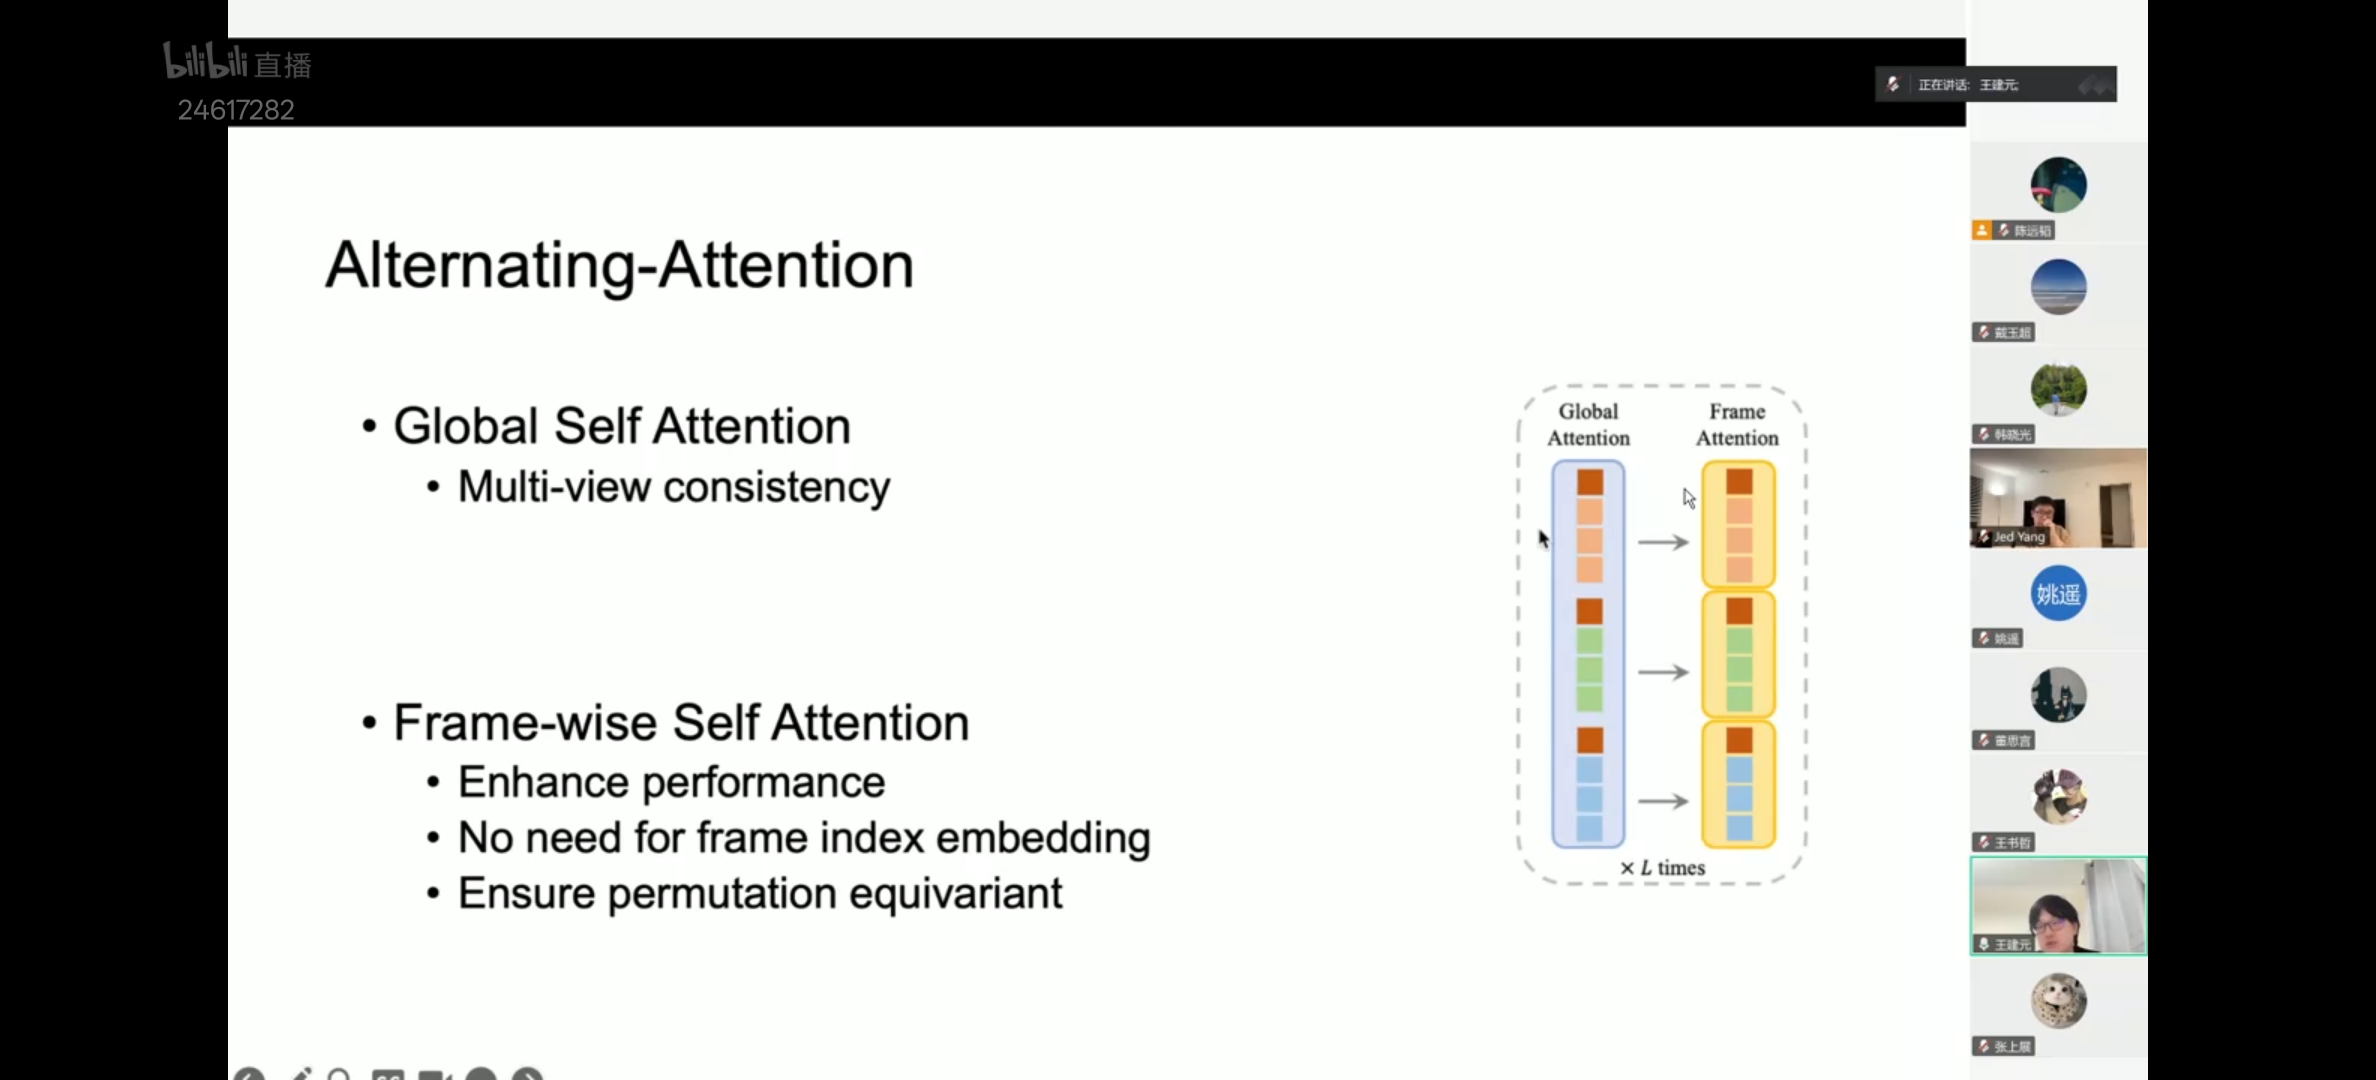 bilibili 直播
24617282
正在讲话: 王建元;
Alternating-Attention
• Global Self Attention
• Multi-view consistency
• Frame-wise Self Attention
• Enhance performance
• No need for frame index embedding
• Ensure permutation equivariant
Global Attention
Frame Attention
× L times
陈远韬
戴玉超
韩晓光
Jed Yang
姚遥
姚遥
董思言
王书哲
王建元
张上展